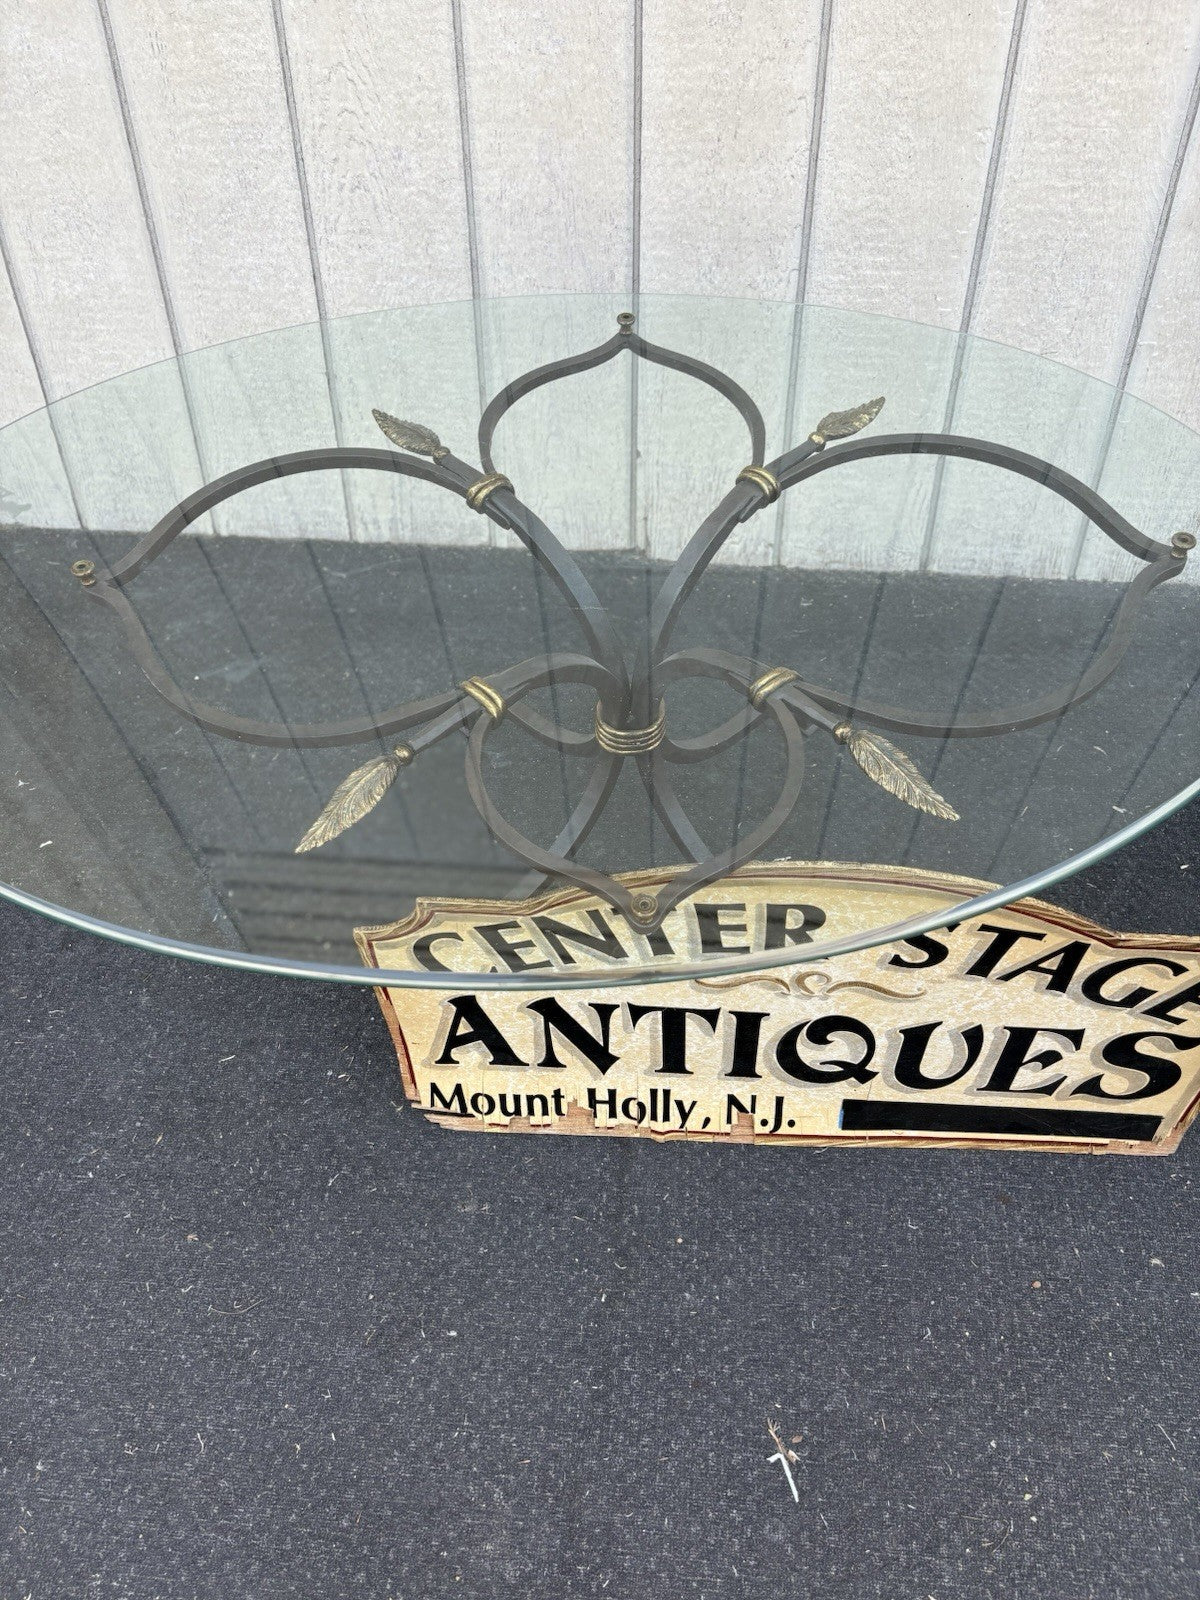 CENTER STAGE
ANTIQUES
Mount Holly, N.J.